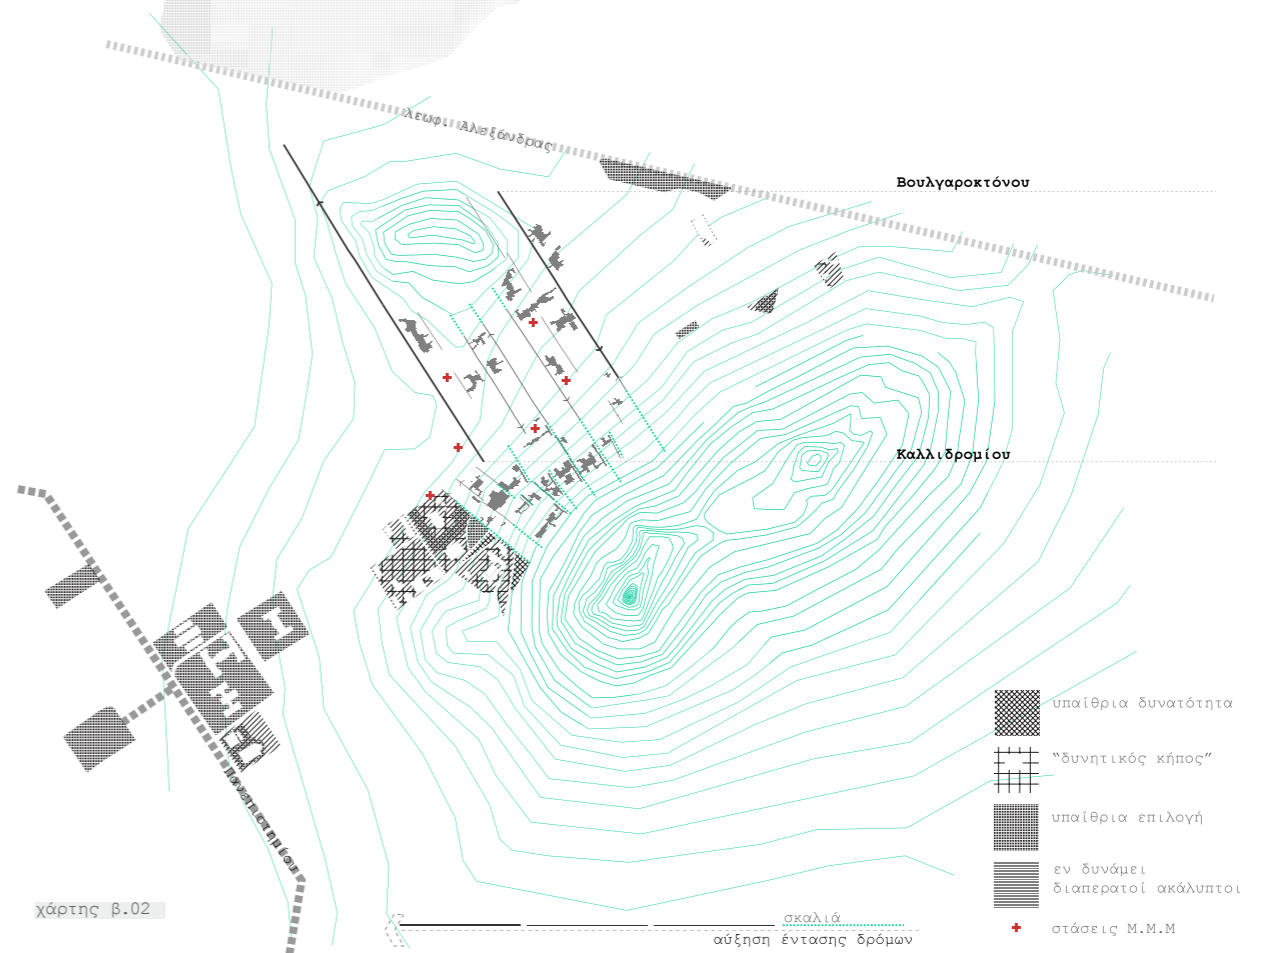 λεωφ. Αλεξάνδρας
Βουλγαροκτόνου
Καλλιδρομίου
Πανεπιστημίου
υπαίθρια δυνατότητα
“δυνητικός κήπος”
υπαίθρια επιλογή
εν δυνάμει
διαπερατοί ακάλυπτοι
στάσεις Μ.Μ.Μ
χάρτης β.02
σκαλιά
αύξηση έντασης δρόμων